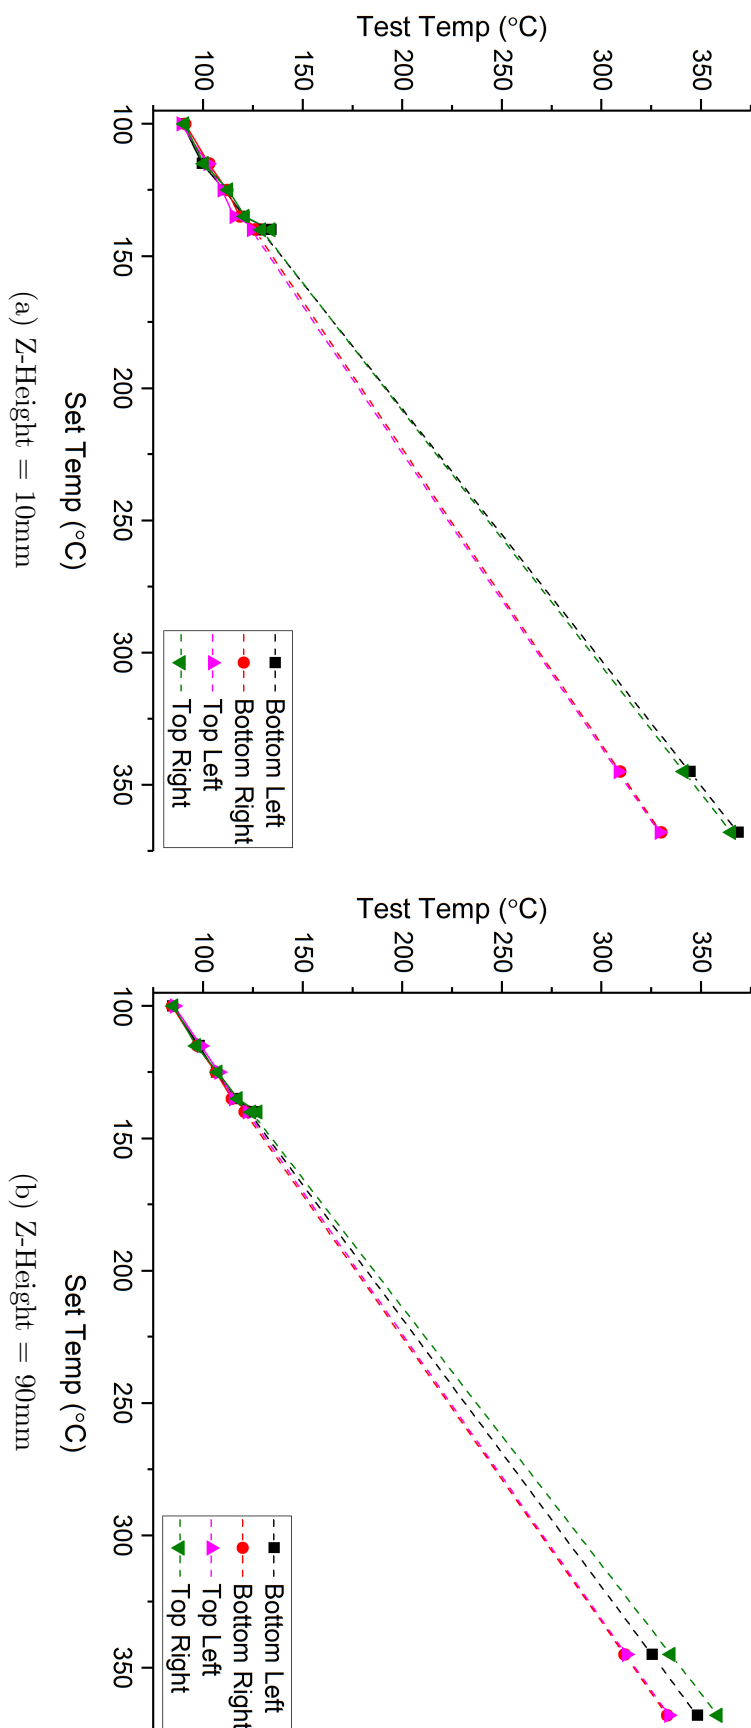 Test Temp (°C)
350
300
250
200
150
100
100
150
200
250
300
350
Set Temp (°C)
Bottom Left
Bottom Right
Top Left
Top Right
(a) Z-Height = 10mm
Test Temp (°C)
350
300
250
200
150
100
100
150
200
250
300
350
Set Temp (°C)
Bottom Left
Bottom Right
Top Left
Top Right
(b) Z-Height = 90mm